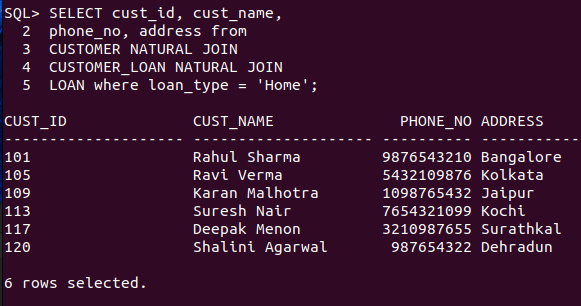 SQL> SELECT cust_id, cust_name,
2 phone_no, address from
3 CUSTOMER NATURAL JOIN
4 CUSTOMER_LOAN NATURAL JOIN
5 LOAN where loan_type = 'Home';
CUST_ID CUST_NAME PHONE_NO ADDRESS
-------------------- -------------------- ---------- -----------
101 Rahul Sharma 9876543210 Bangalore
105 Ravi Verma 5432109876 Kolkata
109 Karan Malhotra 1098765432 Jaipur
113 Suresh Nair 7654321099 Kochi
117 Deepak Menon 3210987655 Surathkal
120 Shalini Agarwal 987654322 Dehradun
6 rows selected.